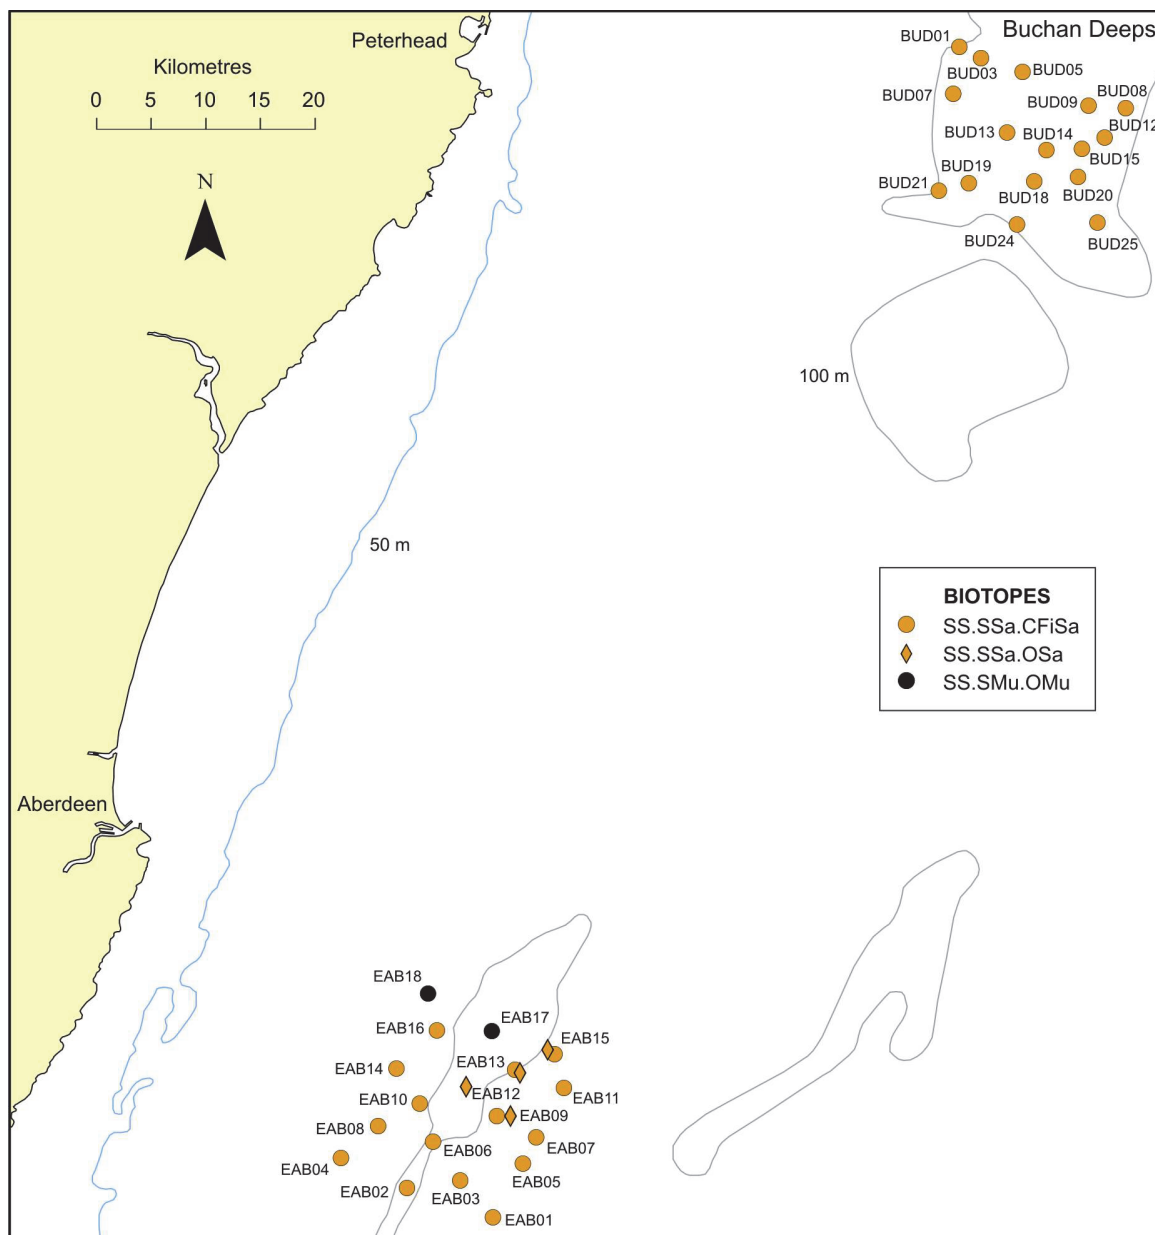 Buchan Deeps
Peterhead
Kilometres
0 5 10 15 20
N
BUD01
BUD03
BUD05
BUD07
BUD09
BUD08
BUD12
BUD13
BUD14
BUD15
BUD19
BUD21
BUD18
BUD20
BUD24
BUD25
100 m
50 m
BIOTOPES
SS.SSa.CFiSa
SS.SSa.OSa
SS.SMu.OMu
Aberdeen
EAB18
EAB17
EAB16
EAB15
EAB14
EAB13
EAB12
EAB11
EAB10
EAB09
EAB08
EAB06
EAB07
EAB04
EAB05
EAB02
EAB03
EAB01